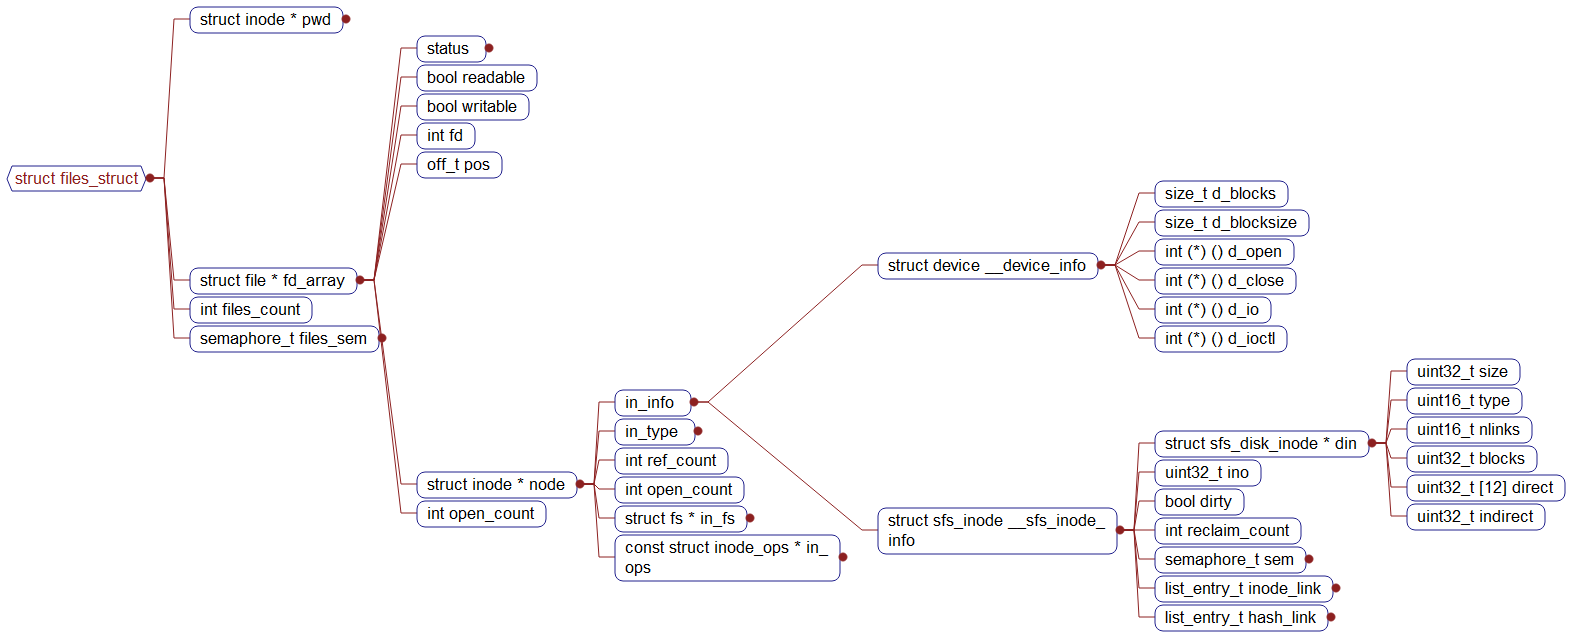 struct files_struct
struct inode * pwd
struct file * fd_array
int files_count
semaphore_t files_sem
status
bool readable
bool writable
int fd
off_t pos
struct inode * node
int open_count
in_info
in_type
int ref_count
int open_count
struct fs * in_fs
const struct inode_ops * in_
ops
struct device __device_info
struct sfs_inode __sfs_inode_
info
size_t d_blocks
size_t d_blocksize
int (*) () d_open
int (*) () d_close
int (*) () d_io
int (*) () d_ioctl
struct sfs_disk_inode * din
uint32_t ino
bool dirty
int reclaim_count
semaphore_t sem
list_entry_t inode_link
list_entry_t hash_link
uint32_t size
uint16_t type
uint16_t nlinks
uint32_t blocks
uint32_t [12] direct
uint32_t indirect